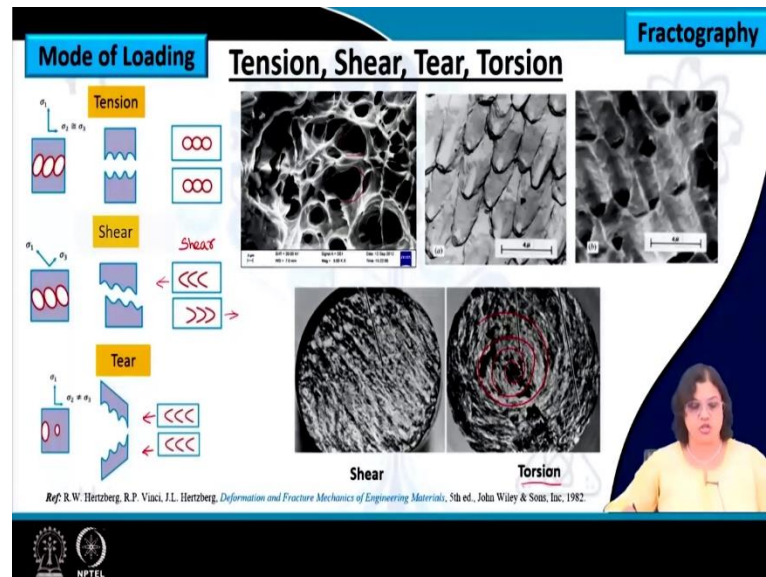 Mode of Loading
Tension, Shear, Tear, Torsion
Fractography
Tension
σ₁
σ₂ ≅ σ₃
Shear
Shear
σ₁
σ₃
Tear
σ₁
σ₂ ≠ σ₃
(a)
4μ
(b)
4μ
Shear
Torsion
Ref: R.W. Hertzberg, R.P. Vinci, J.L. Hertzberg, Deformation and Fracture Mechanics of Engineering Materials, 5th ed., John Wiley & Sons, Inc, 1982.
NPTEL